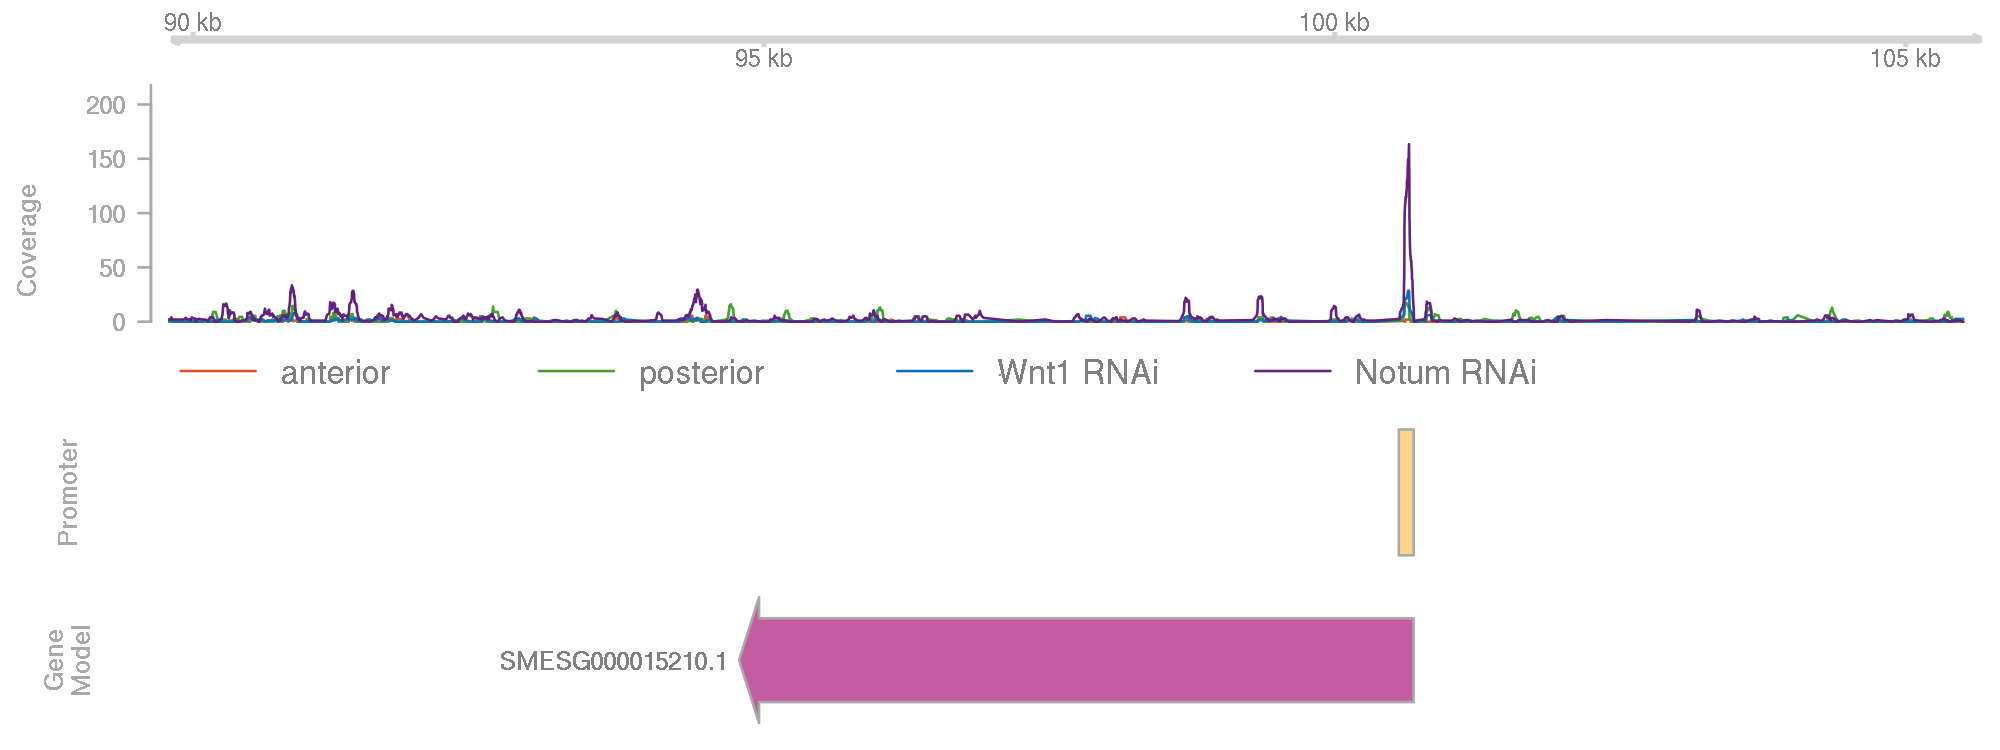 90 kb
100 kb
95 kb
105 kb
200
150
100
50
0
Coverage
anterior posterior Wnt1 RNAi Notum RNAi
Promoter
SMESG000015210.1
Gene
Model